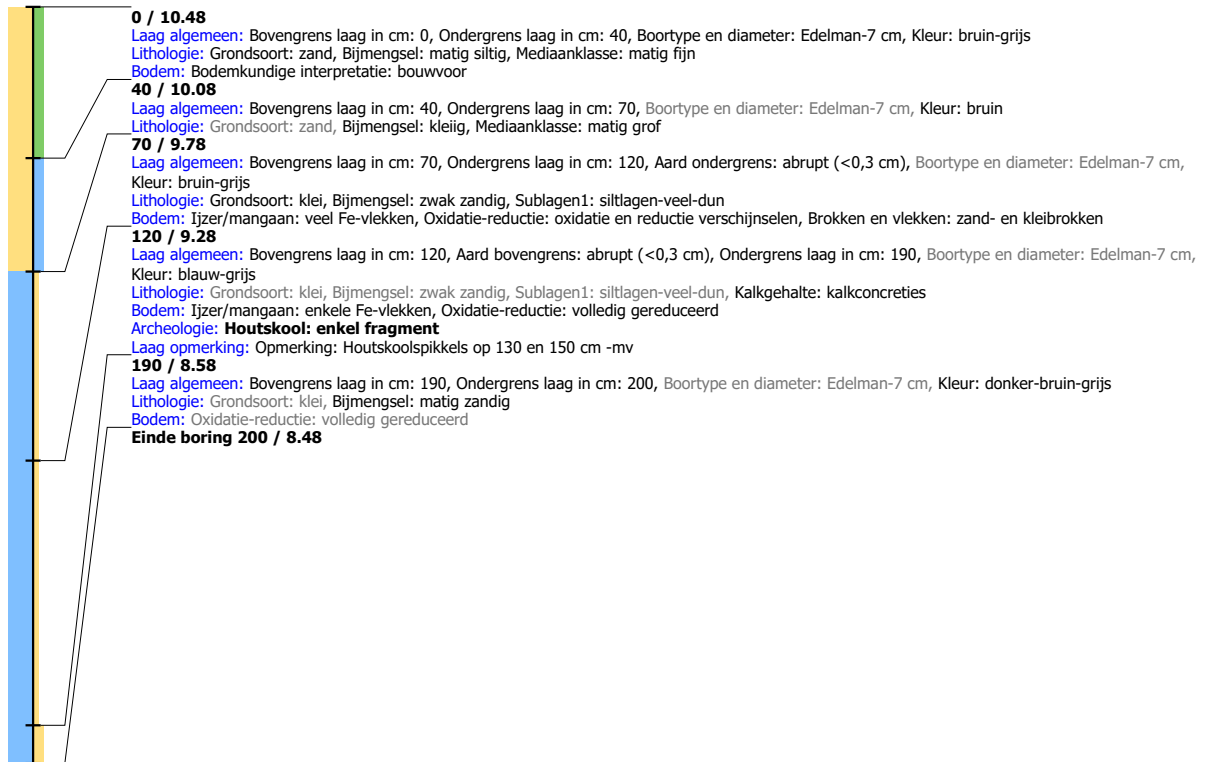 0 / 10.48
Laag algemeen: Bovengrens laag in cm: 0, Ondergrens laag in cm: 40, Boortype en diameter: Edelman-7 cm, Kleur: bruin-grijs
Lithologie: Grondsoort: zand, Bijmengsel: matig siltig, Mediaanklasse: matig fijn
Bodem: Bodemkundige interpretatie: bouwvoor
40 / 10.08
Laag algemeen: Bovengrens laag in cm: 40, Ondergrens laag in cm: 70, Boortype en diameter: Edelman-7 cm, Kleur: bruin
Lithologie: Grondsoort: zand, Bijmengsel: kleiig, Mediaanklasse: matig grof
70 / 9.78
Laag algemeen: Bovengrens laag in cm: 70, Ondergrens laag in cm: 120, Aard ondergrens: abrupt (<0,3 cm), Boortype en diameter: Edelman-7 cm,
Kleur: bruin-grijs
Lithologie: Grondsoort: klei, Bijmengsel: zwak zandig, Sublagen1: siltlagen-veel-dun
Bodem: Ijzer/mangaan: veel Fe-vlekken, Oxidatie-reductie: oxidatie en reductie verschijnselen, Brokken en vlekken: zand- en kleibrokken
120 / 9.28
Laag algemeen: Bovengrens laag in cm: 120, Aard bovengrens: abrupt (<0,3 cm), Ondergrens laag in cm: 190, Boortype en diameter: Edelman-7 cm,
Kleur: blauw-grijs
Lithologie: Grondsoort: klei, Bijmengsel: zwak zandig, Sublagen1: siltlagen-veel-dun, Kalkgehalte: kalkconcreties
Bodem: Ijzer/mangaan: enkele Fe-vlekken, Oxidatie-reductie: volledig gereduceerd
Archeologie: Houtskool: enkel fragment
Laag opmerking: Opmerking: Houtskoolspikkels op 130 en 150 cm -mv
190 / 8.58
Laag algemeen: Bovengrens laag in cm: 190, Ondergrens laag in cm: 200, Boortype en diameter: Edelman-7 cm, Kleur: donker-bruin-grijs
Lithologie: Grondsoort: klei, Bijmengsel: matig zandig
Bodem: Oxidatie-reductie: volledig gereduceerd
Einde boring 200 / 8.48